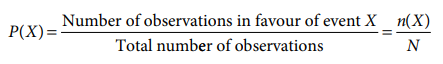 P(X) = Number of observations in favour of event X / Total number of observations = n(X) / N